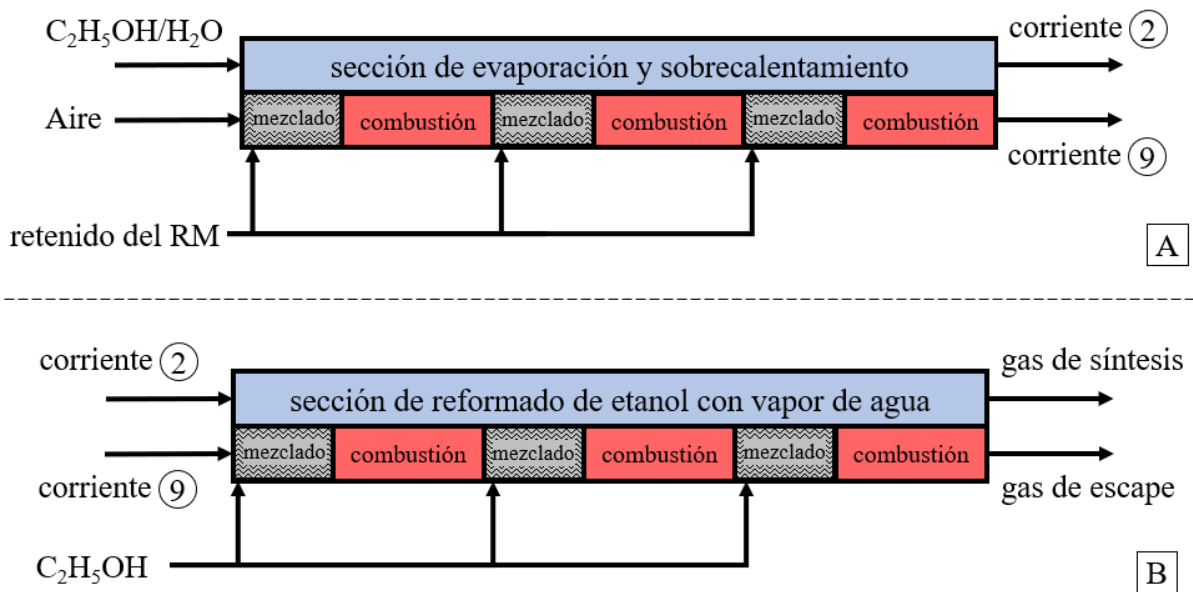 C₂H₅OH/H₂O
corriente ②
sección de evaporación y sobrecalentamiento
Aire
mezclado combustión mezclado combustión mezclado combustión
corriente ⑨
retenido del RM
A
corriente ②
gas de síntesis
sección de reformado de etanol con vapor de agua
mezclado combustión mezclado combustión mezclado combustión
corriente ⑨
gas de escape
C₂H₅OH
B